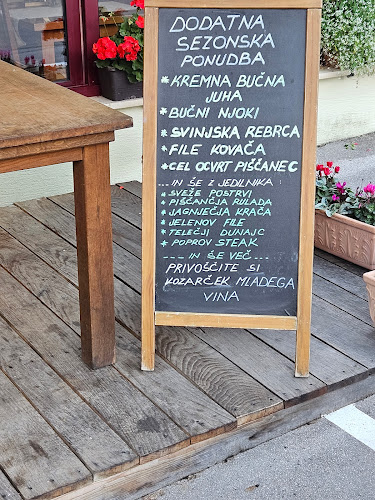 DODATNA
SEZONSKA
PONUDBA
* KREMNA BUČNA
JUHA
* BUČNI NJOKI
* SVINJSKA REBRCA
* FILE KOVAČA
* CEL OCVRT PIŠČANEC
... IN ŠE Z JEDILNIKA:
* SVEŽE POSTRVI
* PIŠČANČJA RULADA
* JAGNJEČJA KRAČA
* JELENOV FILE
* TELEČJI DUNAJC
* POPROV STEAK
... IN ŠE VEČ ...
PRIVOŠČITE SI
KOZARČEK MLADEGA
VINA